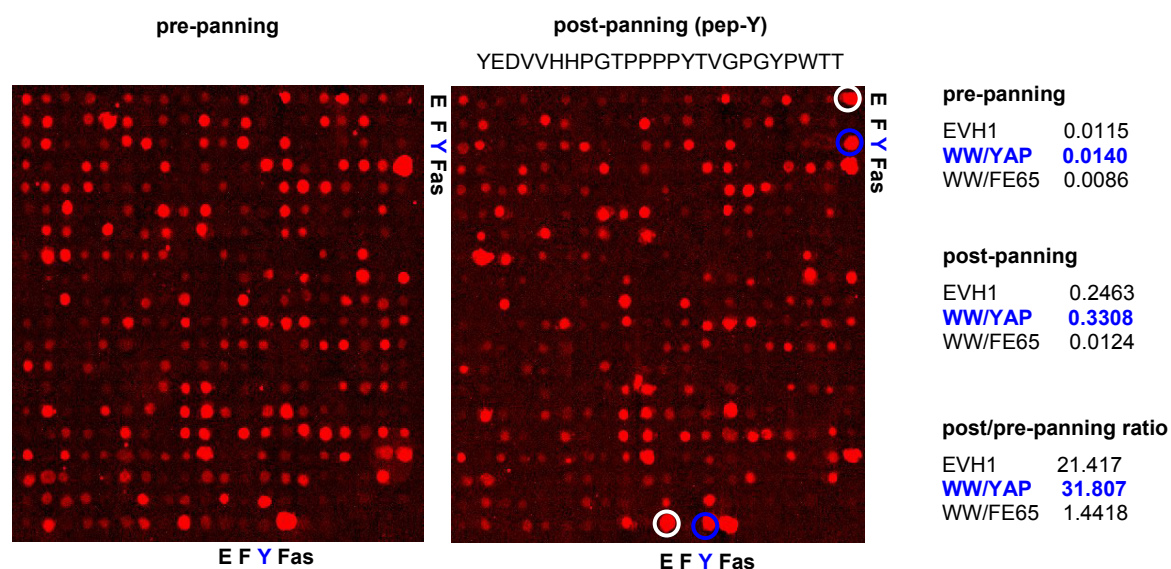 pre-panning
post-panning (pep-Y)
YEDVVHHPGTPPPPYTVGPGYPWTT
E F Y Fas
E F Y Fas
E F Y Fas
E F Y Fas
pre-panning
EVH1 0.0115
WW/YAP 0.0140
WW/FE65 0.0086
post-panning
EVH1 0.2463
WW/YAP 0.3308
WW/FE65 0.0124
post/pre-panning ratio
EVH1 21.417
WW/YAP 31.807
WW/FE65 1.4418